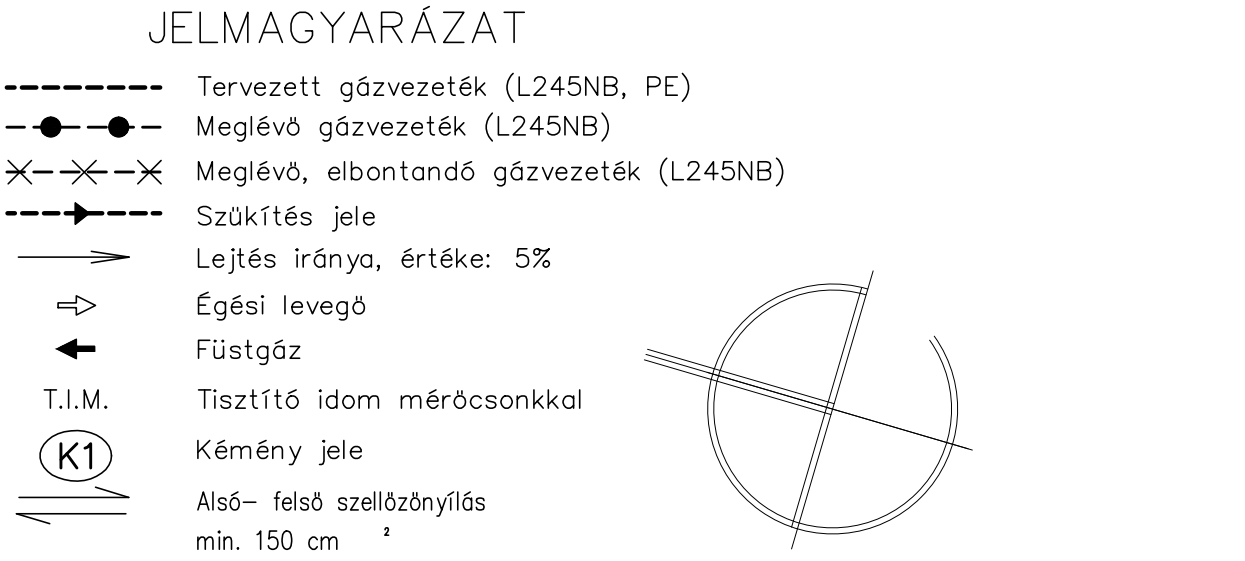 JELMAGYARÁZAT
Tervezett gázvezeték (L245NB, PE)
Meglévö gázvezeték (L245NB)
Meglévö, elbontandó gázvezeték (L245NB)
Szükítés jele
Lejtés iránya, értéke: 5%
Égési levegö
Füstgáz
T.I.M. Tisztító idom méröcsonkkal
K1 Kémény jele
Alsó– felsö szellözönyílás
min. 150 cm ²